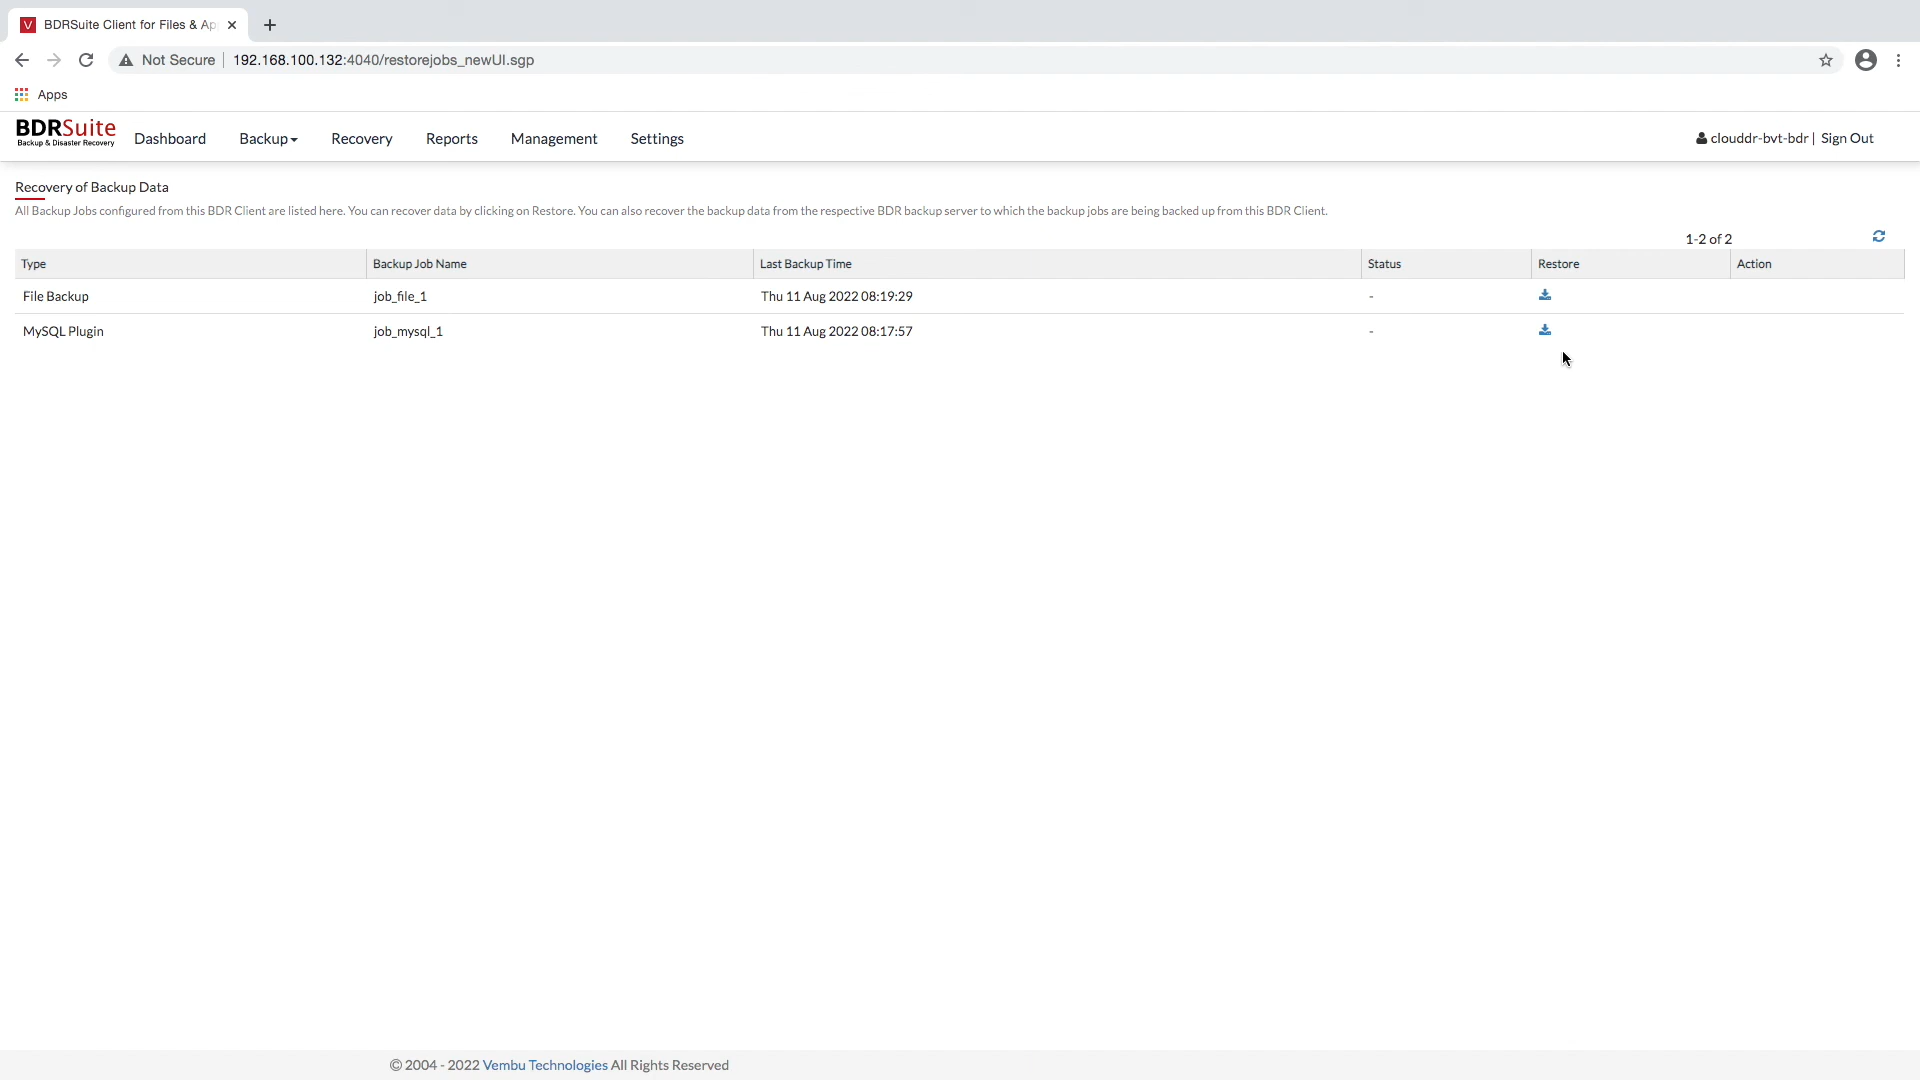 V BDRSuite Client for Files & Ap
Not Secure 192.168.100.132:4040/restorejobs_newUI.sgp
Apps
BDRSuite
Backup & Disaster Recovery
Dashboard Backup Recovery Reports Management Settings clouddr-bvt-bdr | Sign Out
Recovery of Backup Data
All Backup Jobs configured from this BDR Client are listed here. You can recover data by clicking on Restore. You can also recover the backup data from the respective BDR backup server to which the backup jobs are being backed up from this BDR Client.
1-2 of 2
Type Backup Job Name Last Backup Time Status Restore Action
File Backup job_file_1 Thu 11 Aug 2022 08:19:29 -
MySQL Plugin job_mysql_1 Thu 11 Aug 2022 08:17:57 -
© 2004 - 2022 Vembu Technologies All Rights Reserved